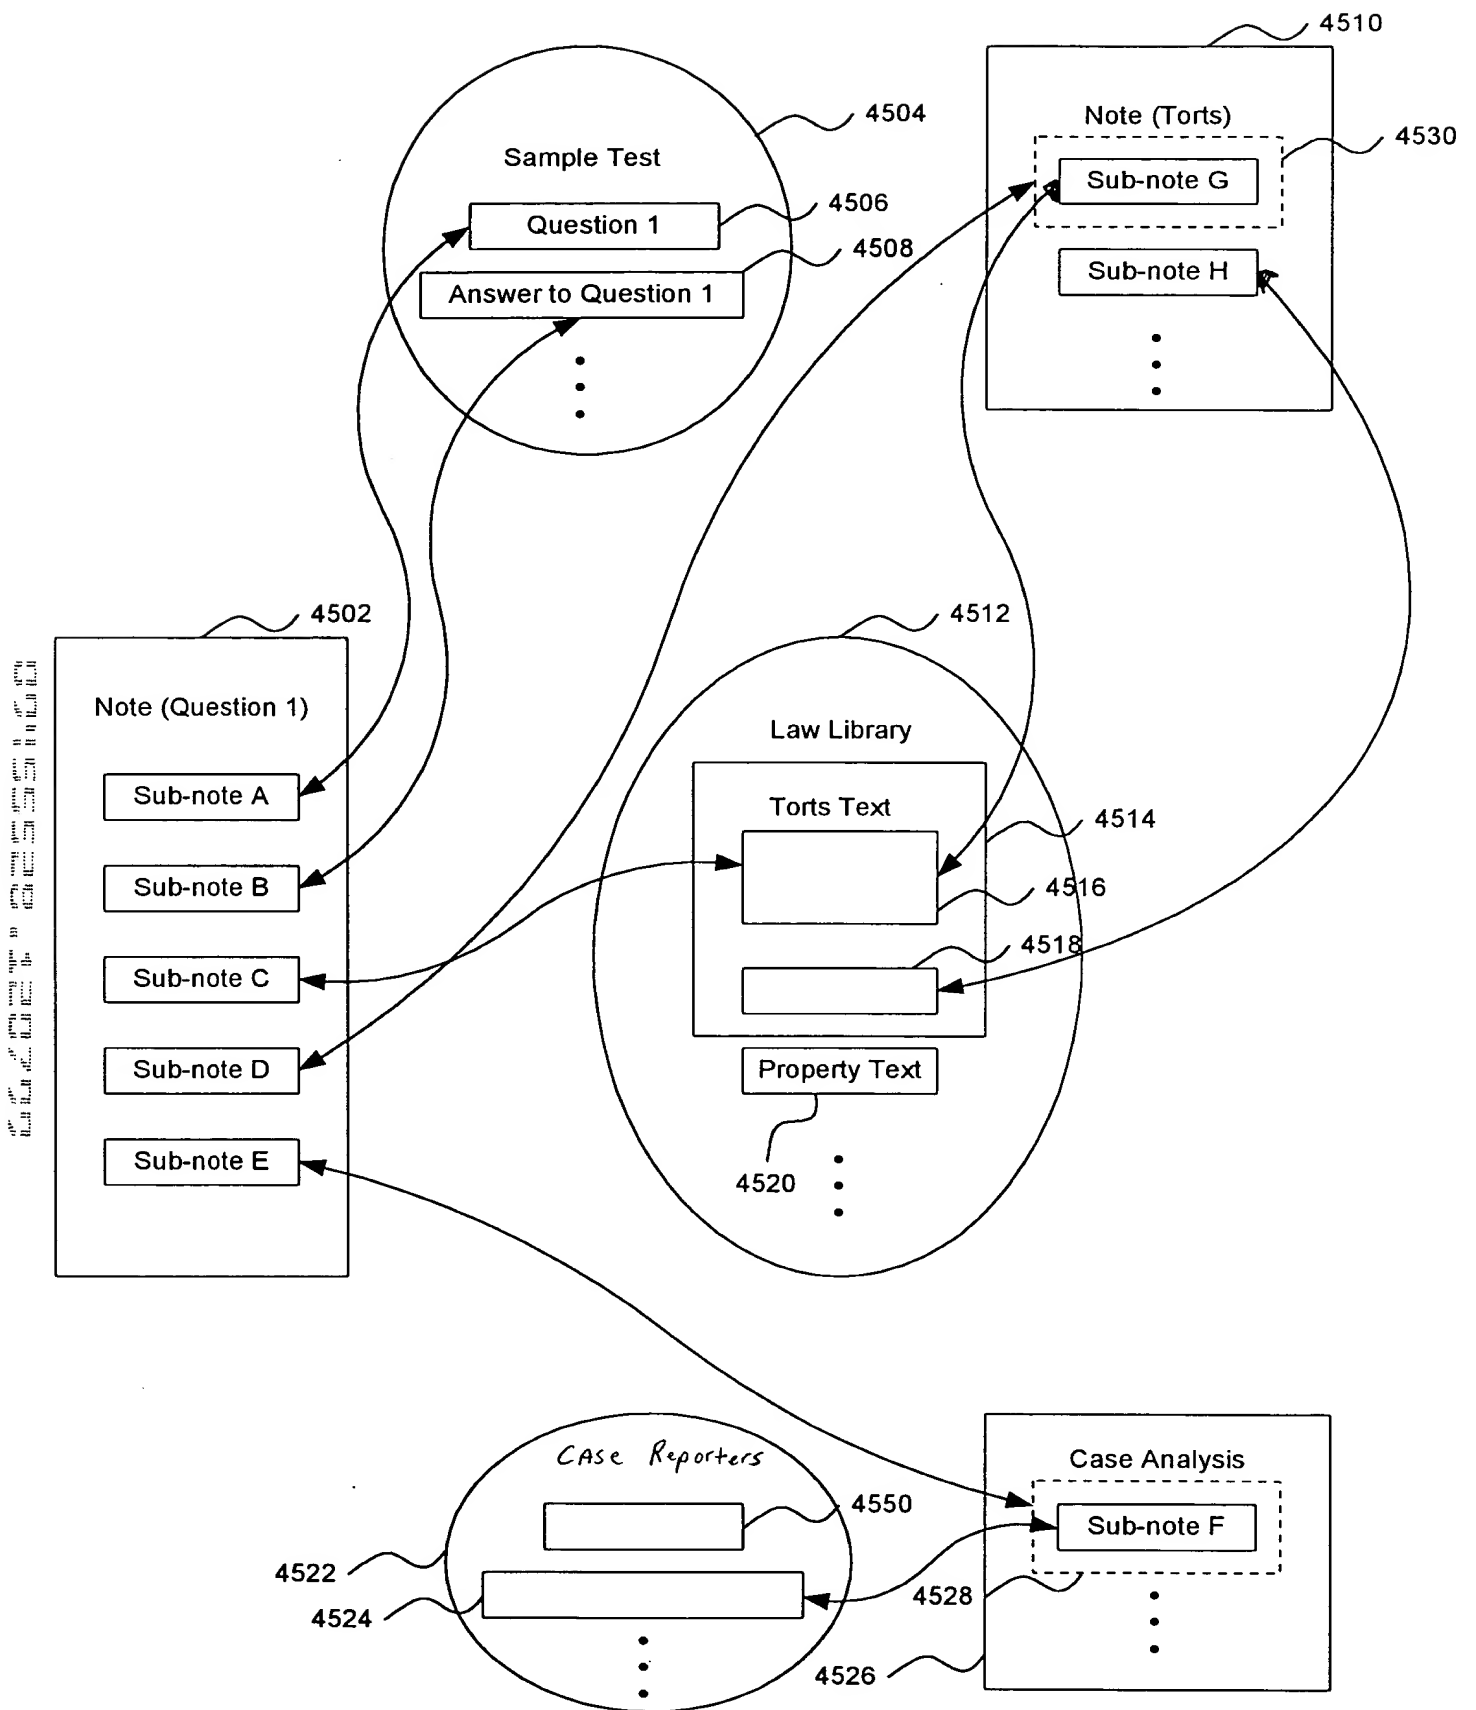 4510
4504
Note (Torts)
4530
Sample Test
Sub-note G
4506
Question 1
4508
Sub-note H
Answer to Question 1
4502
4512
Note (Question 1)
Law Library
Sub-note A
Torts Text
4514
Sub-note B
4516
4518
Sub-note C
Sub-note D
Property Text
Sub-note E
4520
Case Reporters
Case Analysis
4550
Sub-note F
4522
4528
4524
4526